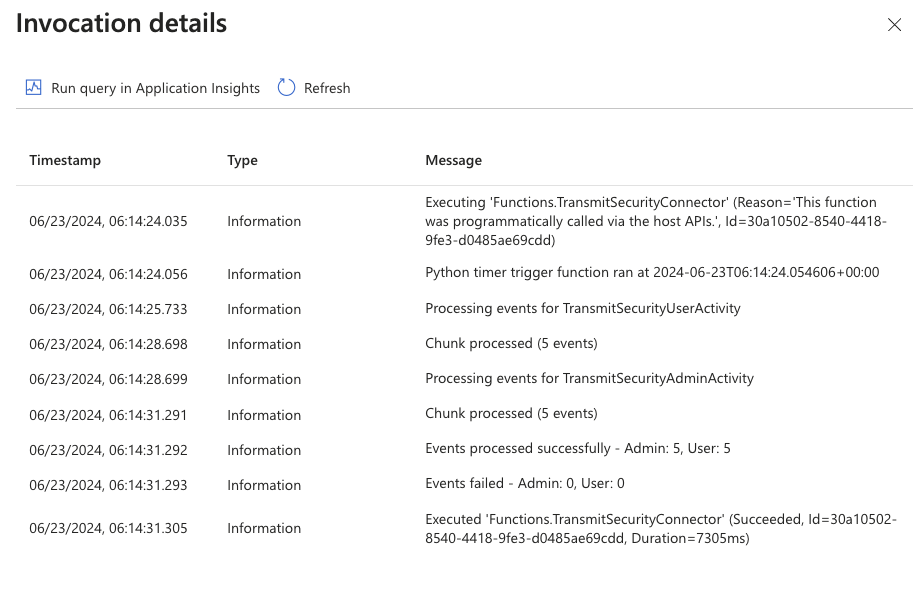 Invocation details
Run query in Application Insights Refresh
Timestamp Type Message
Executing 'Functions.TransmitSecurityConnector' (Reason='This function
06/23/2024, 06:14:24.035 Information was programmatically called via the host APIs.', Id=30a10502-8540-4418-
9fe3-d0485ae69cdd)
06/23/2024, 06:14:24.056 Information Python timer trigger function ran at 2024-06-23T06:14:24.054606+00:00
06/23/2024, 06:14:25.733 Information Processing events for TransmitSecurityUserActivity
06/23/2024, 06:14:28.698 Information Chunk processed (5 events)
06/23/2024, 06:14:28.699 Information Processing events for TransmitSecurityAdminActivity
06/23/2024, 06:14:31.291 Information Chunk processed (5 events)
06/23/2024, 06:14:31.292 Information Events processed successfully - Admin: 5, User: 5
06/23/2024, 06:14:31.293 Information Events failed - Admin: 0, User: 0
06/23/2024, 06:14:31.305 Information Executed 'Functions.TransmitSecurityConnector' (Succeeded, Id=30a10502-
8540-4418-9fe3-d0485ae69cdd, Duration=7305ms)